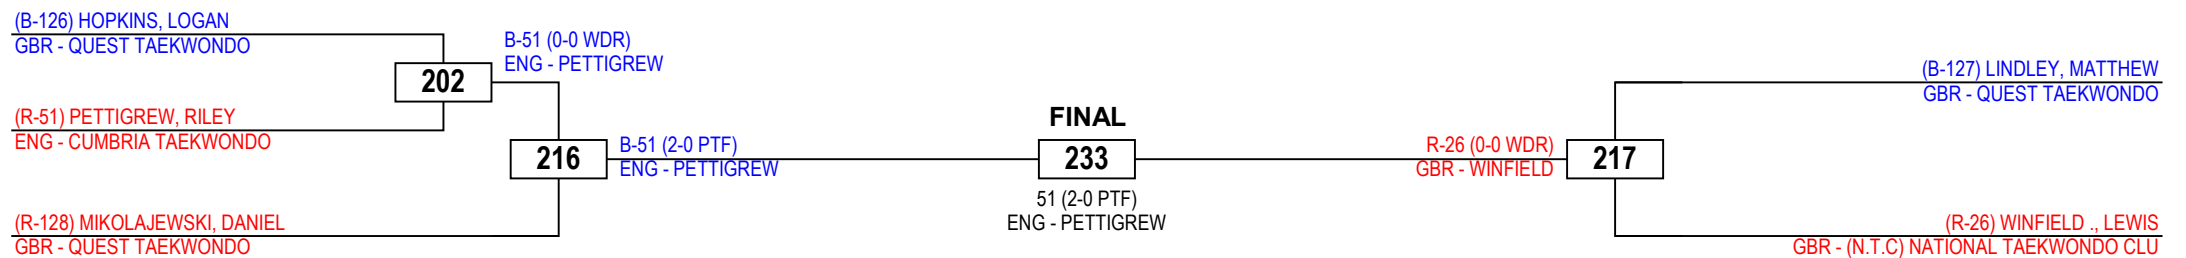 (B-126) HOPKINS, LOGAN
GBR - QUEST TAEKWONDO
B-51 (0-0 WDR)
ENG - PETTIGREW
202
(R-51) PETTIGREW, RILEY
ENG - CUMBRIA TAEKWONDO
216
B-51 (2-0 PTF)
ENG - PETTIGREW
(R-128) MIKOLAJEWSKI, DANIEL
GBR - QUEST TAEKWONDO
FINAL
233
51 (2-0 PTF)
ENG - PETTIGREW
R-26 (0-0 WDR)
GBR - WINFIELD
217
(B-127) LINDLEY, MATTHEW
GBR - QUEST TAEKWONDO
(R-26) WINFIELD ., LEWIS
GBR - (N.T.C) NATIONAL TAEKWONDO CLU